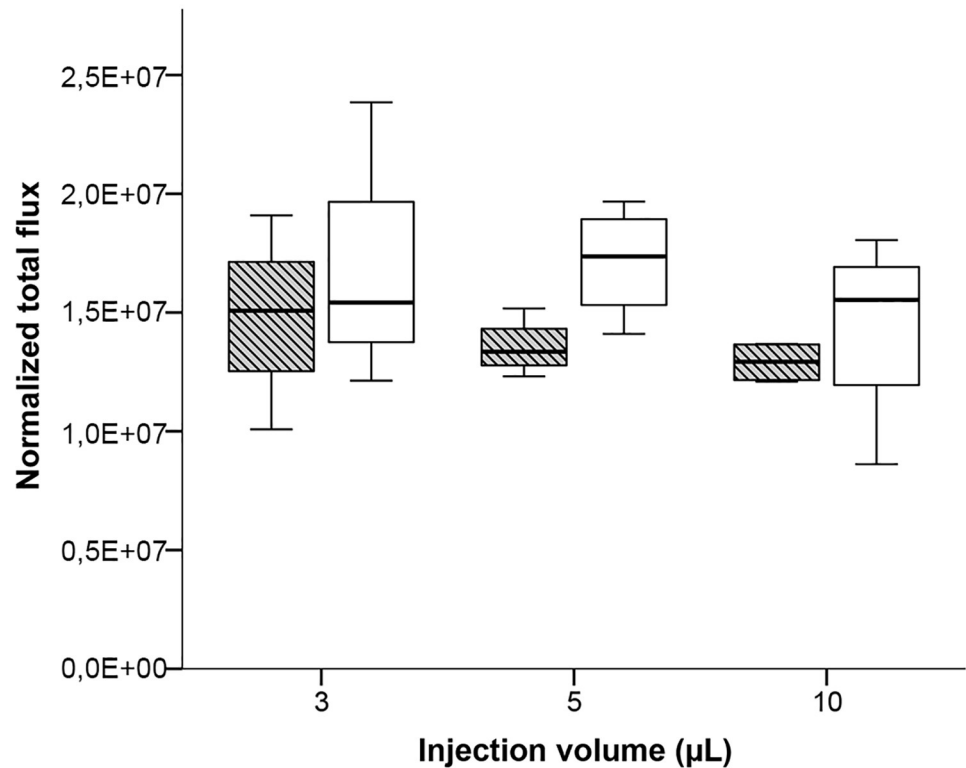 Normalized total flux
2,5E+07
2,0E+07
1,5E+07
1,0E+07
0,5E+07
0,0E+00
3 5 10
Injection volume (µL)